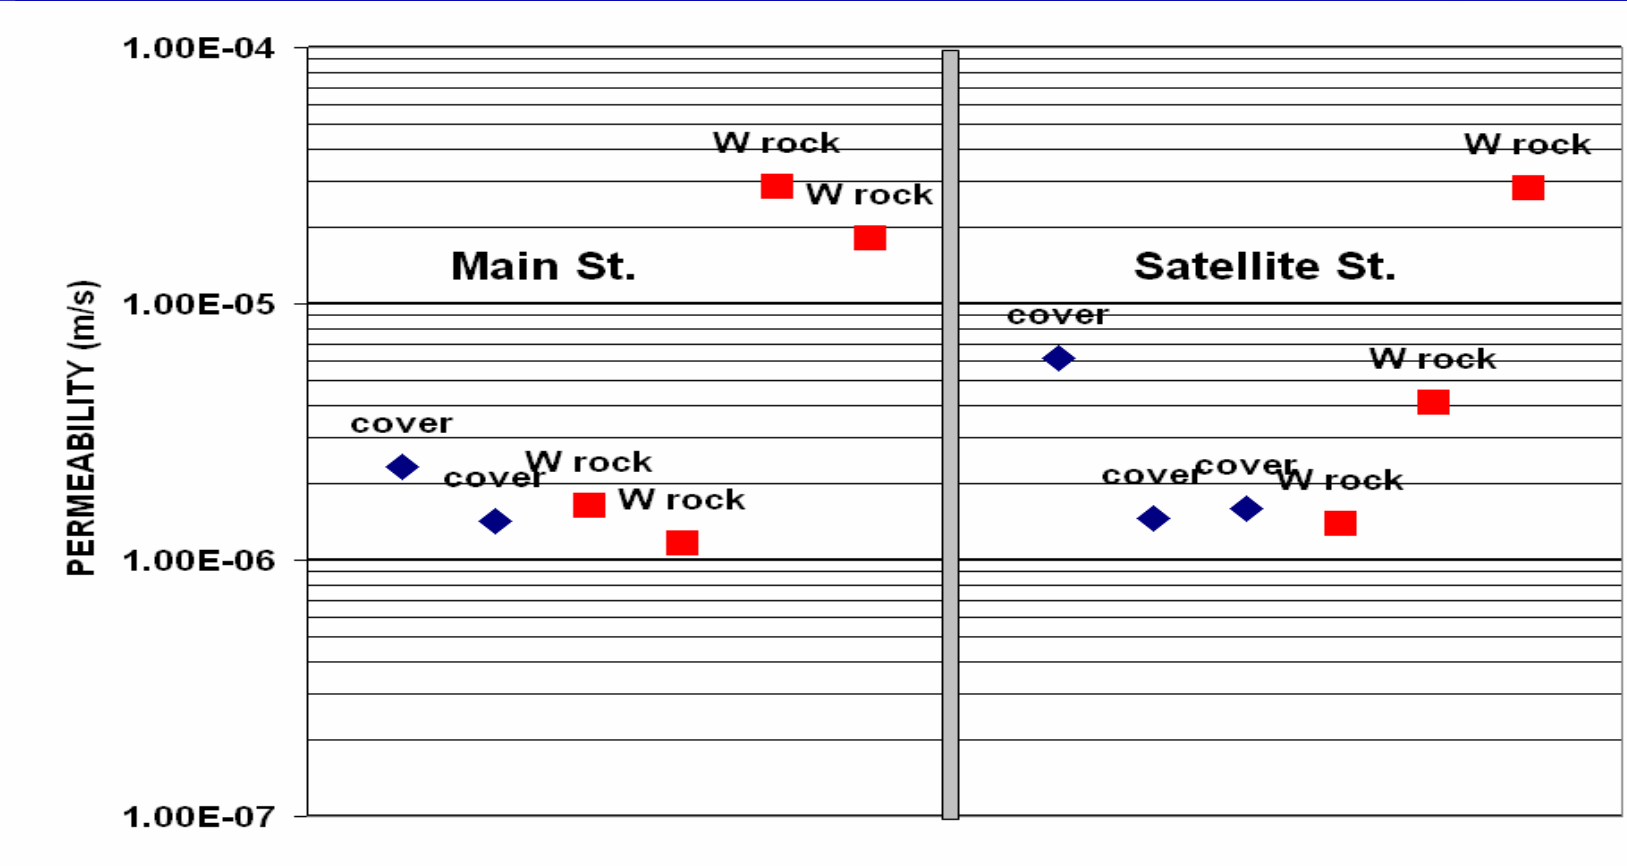 1.00E-04
W rock
W rock
W rock
Main St.
Satellite St.
PERMEABILITY (m/s)
1.00E-05
cover
W rock
cover
W rock
cover
W rock
cover
cover
W rock
1.00E-06
1.00E-07